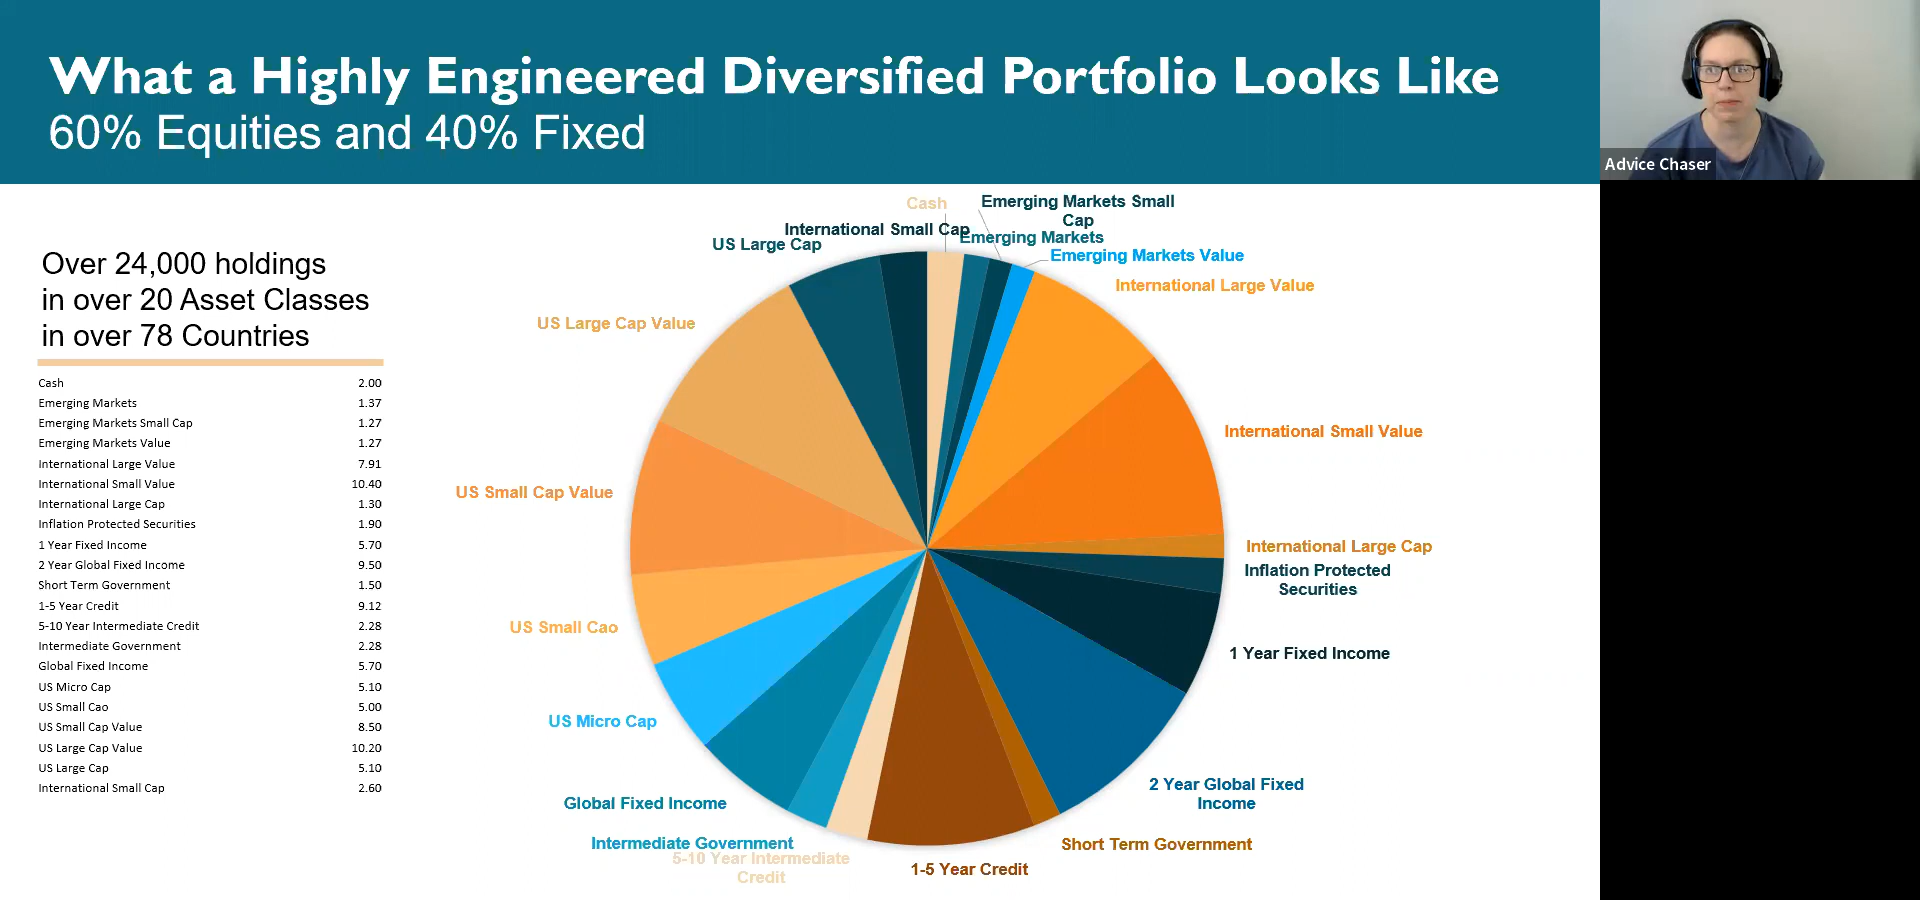 What a Highly Engineered Diversified Portfolio Looks Like
60% Equities and 40% Fixed
Advice Chaser
Over 24,000 holdings
in over 20 Asset Classes
in over 78 Countries
Cash 2.00
Emerging Markets 1.37
Emerging Markets Small Cap 1.27
Emerging Markets Value 1.27
International Large Value 7.91
International Small Value 10.40
International Large Cap 1.30
Inflation Protected Securities 1.90
1 Year Fixed Income 5.70
2 Year Global Fixed Income 9.50
Short Term Government 1.50
1-5 Year Credit 9.12
5-10 Year Intermediate Credit 2.28
Intermediate Government 2.28
Global Fixed Income 5.70
US Micro Cap 5.10
US Small Cao 5.00
US Small Cap Value 8.50
US Large Cap Value 10.20
US Large Cap 5.10
International Small Cap 2.60
Cash
Emerging Markets Small
Cap
Emerging Markets
Emerging Markets Value
International Large Value
International Small Value
International Large Cap
Inflation Protected
Securities
1 Year Fixed Income
2 Year Global Fixed
Income
Short Term Government
1-5 Year Credit
5-10 Year Intermediate
Credit
Intermediate Government
Global Fixed Income
US Micro Cap
US Small Cao
US Small Cap Value
US Large Cap Value
US Large Cap
International Small Cap